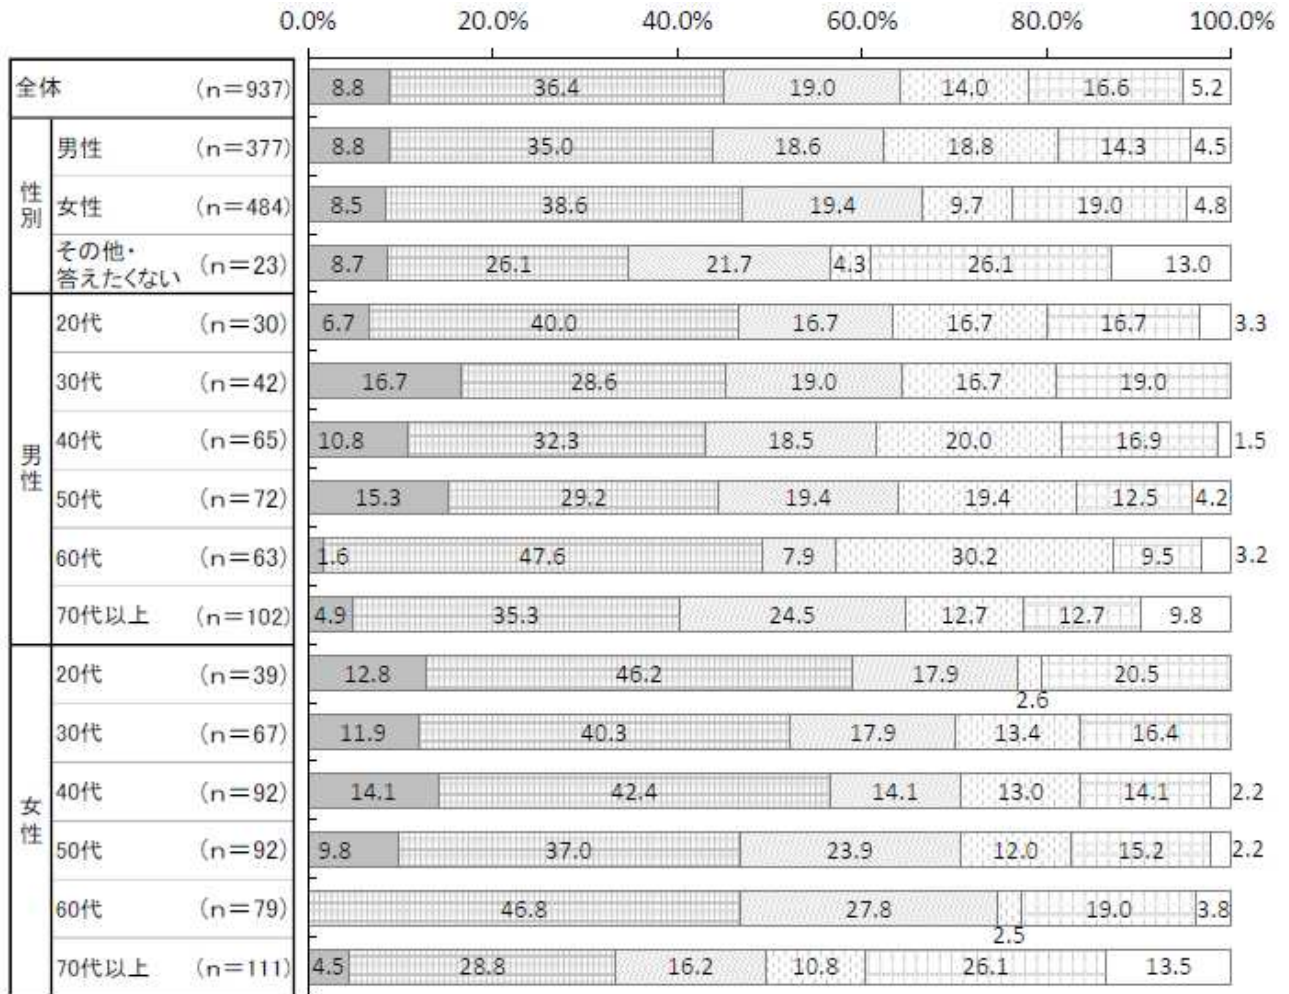 0.0% 20.0% 40.0% 60.0% 80.0% 100.0%
全体 (n=937) 8.8 36.4 19.0 14.0 16.6 5.2
性別
男性 (n=377) 8.8 35.0 18.6 18.8 14.3 4.5
女性 (n=484) 8.5 38.6 19.4 9.7 19.0 4.8
その他・
答えたくない (n=23) 8.7 26.1 21.7 4.3 26.1 13.0
男性
20代 (n=30) 6.7 40.0 16.7 16.7 16.7 3.3
30代 (n=42) 16.7 28.6 19.0 16.7 19.0
40代 (n=65) 10.8 32.3 18.5 20.0 16.9 1.5
50代 (n=72) 15.3 29.2 19.4 19.4 12.5 4.2
60代 (n=63) 1.6 47.6 7.9 30.2 9.5 3.2
70代以上 (n=102) 4.9 35.3 24.5 12.7 12.7 9.8
女性
20代 (n=39) 12.8 46.2 17.9 2.6 20.5
30代 (n=67) 11.9 40.3 17.9 13.4 16.4
40代 (n=92) 14.1 42.4 14.1 13.0 14.1 2.2
50代 (n=92) 9.8 37.0 23.9 12.0 15.2 2.2
60代 (n=79) 46.8 27.8 2.5 19.0 3.8
70代以上 (n=111) 4.5 28.8 16.2 10.8 26.1 13.5